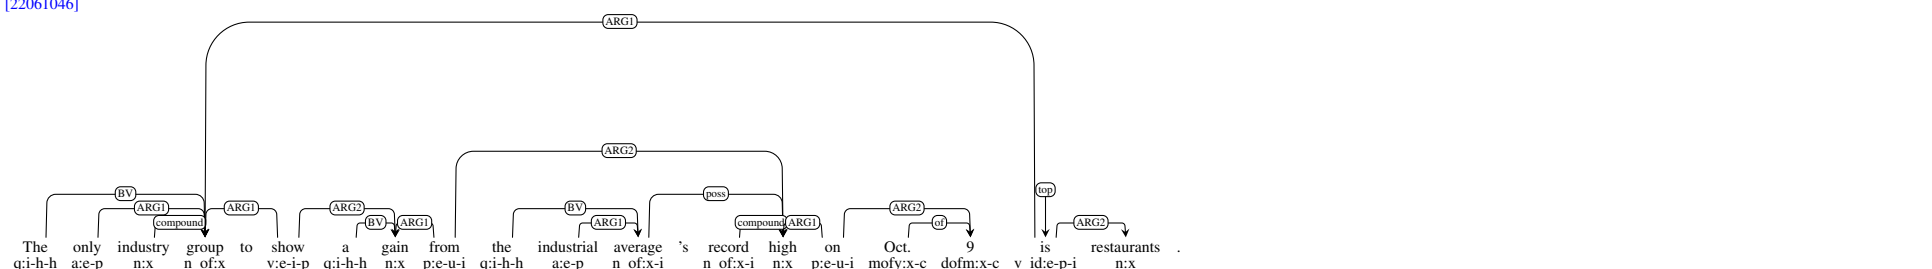 [22061046]
ARG1
ARG2
top
BV poss
ARG1 ARG1 ARG2 BV ARG2
compound BV ARG1 ARG1 compound ARG1 of ARG2
The only industry group to show a gain from the industrial average 's record high on Oct. 9 is restaurants .
q:i-h-h a:e-p n:x n_of:x v:e-i-p q:i-h-h n:x p:e-u-i q:i-h-h a:e-p n_of:x-i n_of:x-i n:x p:e-u-i mofy:x-c dofm:x-c v_id:e-p-i n:x